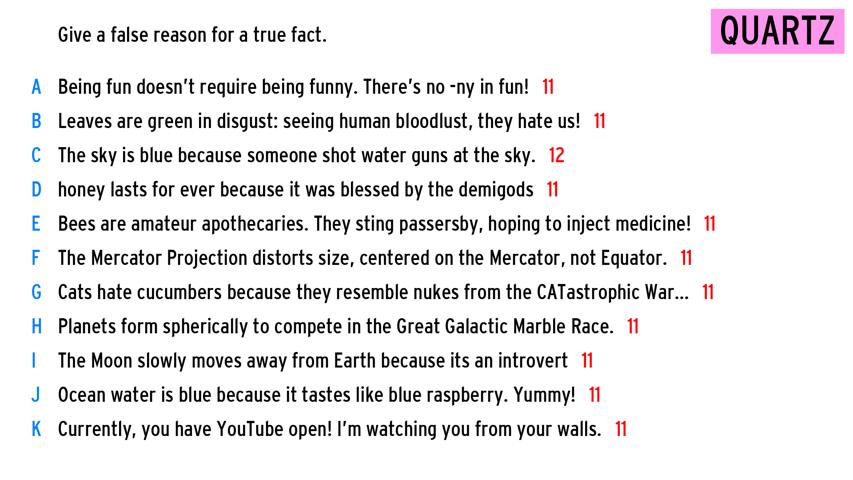 Give a false reason for a true fact.
QUARTZ
A Being fun doesn't require being funny. There's no -ny in fun! 11
B Leaves are green in disgust: seeing human bloodlust, they hate us! 11
C The sky is blue because someone shot water guns at the sky. 12
D honey lasts for ever because it was blessed by the demigods 11
E Bees are amateur apothecaries. They sting passersby, hoping to inject medicine! 11
F The Mercator Projection distorts size, centered on the Mercator, not Equator. 11
G Cats hate cucumbers because they resemble nukes from the CATastrophic War... 11
H Planets form spherically to compete in the Great Galactic Marble Race. 11
I The Moon slowly moves away from Earth because its an introvert 11
J Ocean water is blue because it tastes like blue raspberry. Yummy! 11
K Currently, you have YouTube open! I'm watching you from your walls. 11